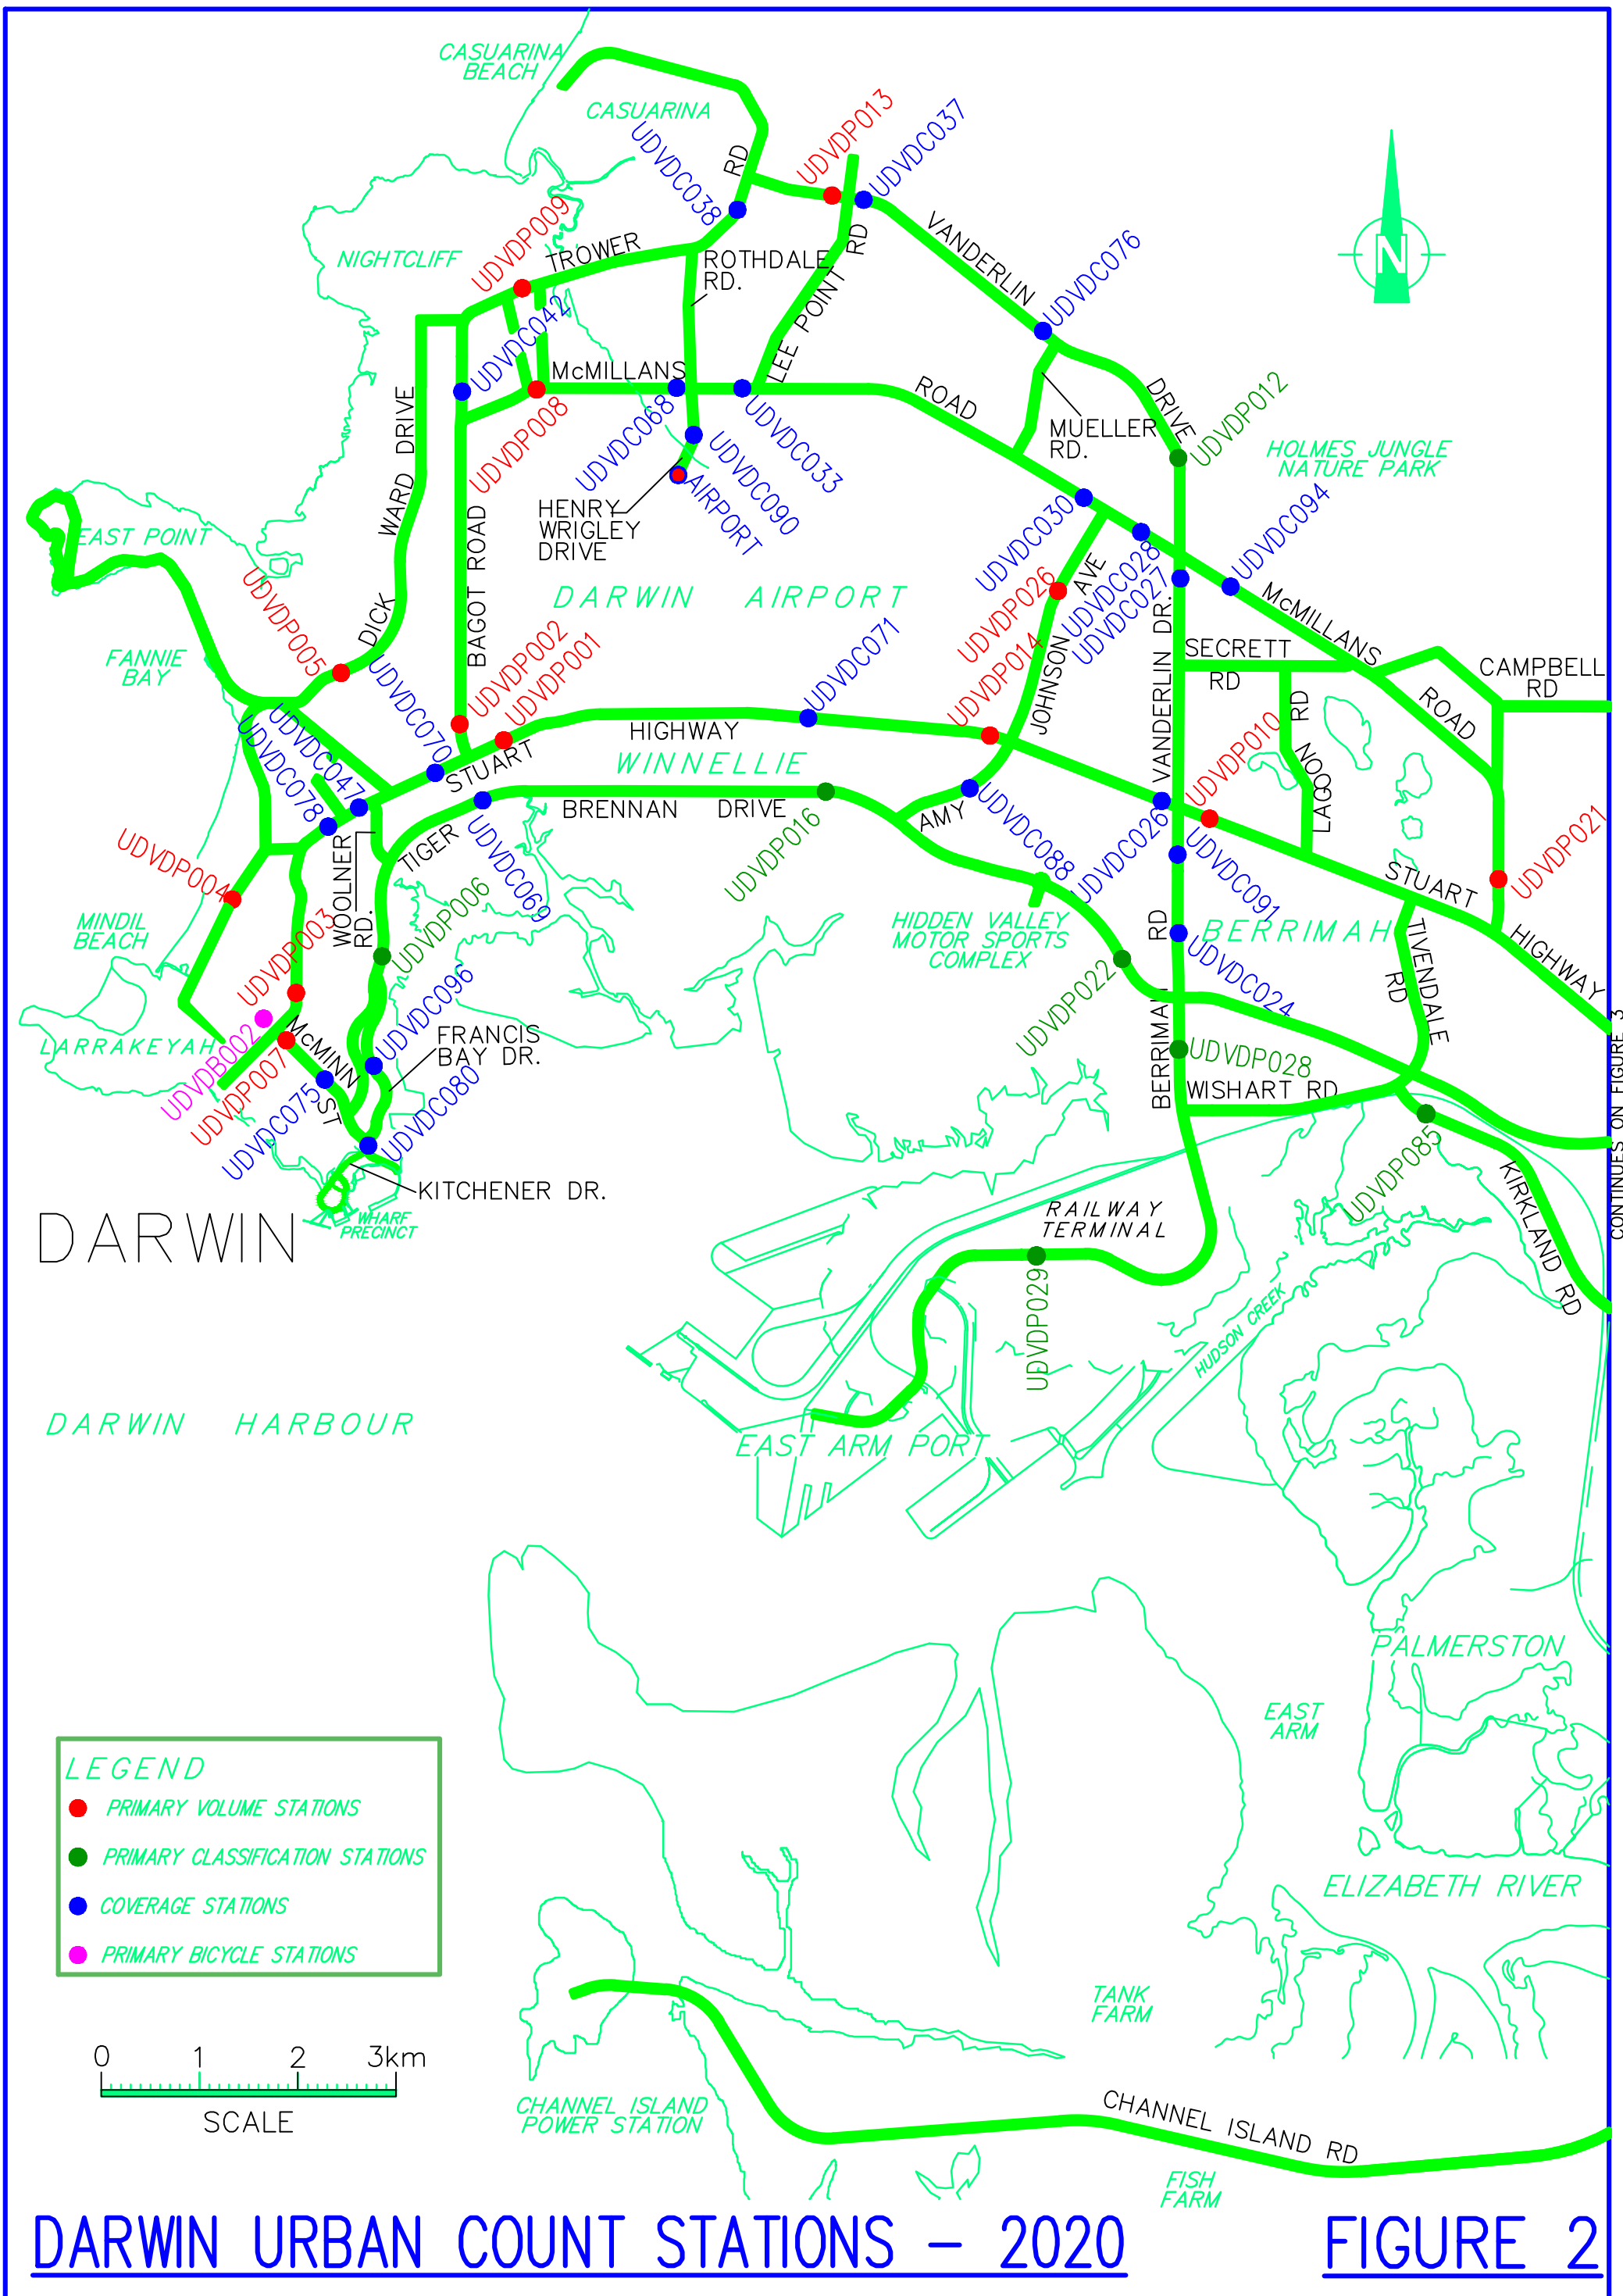 CASUARINA
BEACH
CASUARINA
UDVDP013
UDVDC037
UDVDC038
RD
UDVDP009
NIGHTCLIFF
TROWER
ROTHDALE
RD.
LEE POINT RD
VANDERLIN
UDVDC076
N
UDVDC042
McMILLANS
ROAD
DRIVE
UDVDP012
MUELLER
RD.
HOLMES JUNGLE
NATURE PARK
WARD DRIVE
UDVDP008
UDVDC068
UDVDC033
UDVDC090
AIRPORT
HENRY
WRIGLEY
DRIVE
UDVDC030
UDVDC094
EAST POINT
BAGOT ROAD
DARWIN AIRPORT
UDVDP026
AVE
UDVDC028
UDVDC027
McMILLANS
UDVDP005
DICK
FANNIE
BAY
UDVDC070
UDVDP002
UDVDP001
UDVDC071
UDVDP014
JOHNSON
VANDERLIN DR.
SECRETT
RD
CAMPBELL
RD
ROAD
UDVDC047
UDVDC078
STUART
HIGHWAY
WINNELLIE
UDVDP010
RD
LAGOON
BRENNAN DRIVE
TIGER
AMY
UDVDP016
UDVDC088
UDVDC026
UDVDC091
STUART
UDVDP021
UDVDP004
WOOLNER
RD.
UDVDP006
UDVDC069
MINDIL
BEACH
UDVDP003
HIDDEN VALLEY
MOTOR SPORTS
COMPLEX
RD
BERRIMAH
TIVENDALE
RD
HIGHWAY
UDVDC024
UDVDP022
UDVDC096
LARRAKEYAH
UDVDB002
UDVDP007
McMINN
ST
FRANCIS
BAY DR.
UDVDC075
UDVDC080
BERRIMAH
UDVDP028
WISHART RD
UDVDP085
CONTINUES ON FIGURE 3
KITCHENER DR.
WHARF
PRECINCT
DARWIN
RAILWAY
TERMINAL
KIRKLAND RD
UDVDP029
HUDSON CREEK
DARWIN HARBOUR
EAST ARM PORT
PALMERSTON
EAST
ARM
LEGEND
PRIMARY VOLUME STATIONS
PRIMARY CLASSIFICATION STATIONS
COVERAGE STATIONS
PRIMARY BICYCLE STATIONS
ELIZABETH RIVER
TANK
FARM
0 1 2 3km
SCALE
CHANNEL ISLAND
POWER STATION
CHANNEL ISLAND RD
FISH
FARM
DARWIN URBAN COUNT STATIONS - 2020
FIGURE 2